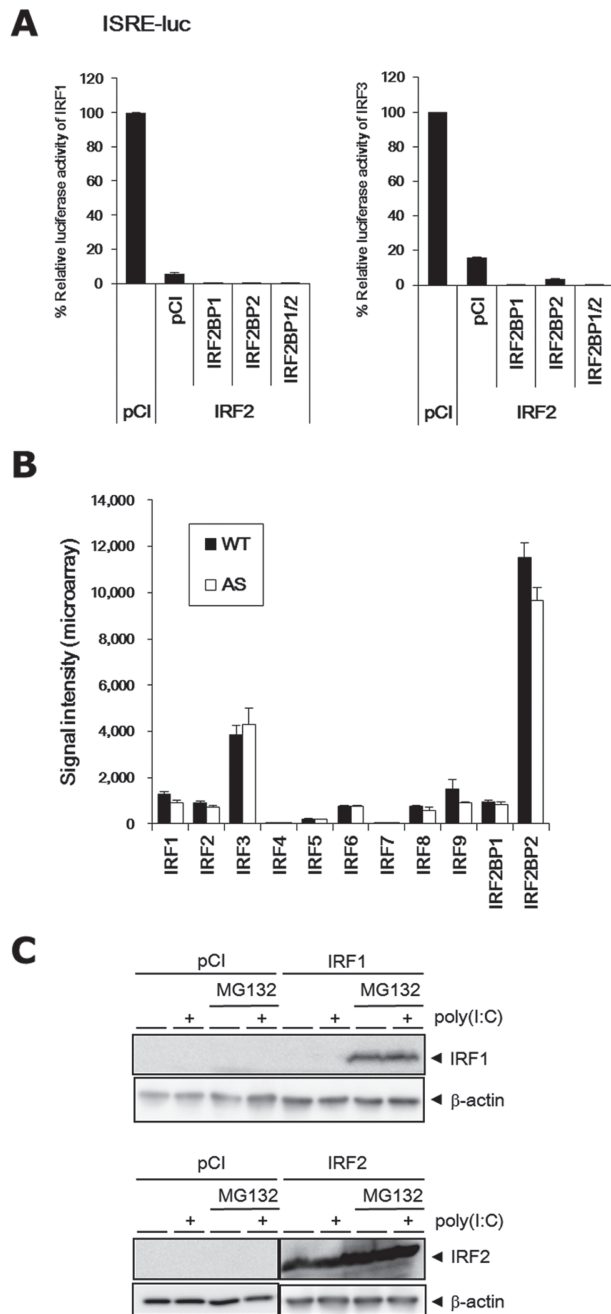 A
ISRE-luc
% Relative luciferase activity of IRF1
120
100
80
60
40
20
0
pCI
IRF2BP1
IRF2BP2
IRF2BP1/2
pCI
IRF2
% Relative luciferase activity of IRF3
120
100
80
60
40
20
0
pCI
IRF2BP1
IRF2BP2
IRF2BP1/2
pCI
IRF2
B
Signal intensity (microarray)
14,000
12,000
10,000
8,000
6,000
4,000
2,000
0
WT
AS
IRF1
IRF2
IRF3
IRF4
IRF5
IRF6
IRF7
IRF8
IRF9
IRF2BP1
IRF2BP2
C
pCI IRF1
MG132 MG132
+ + + + poly(I:C)
IRF1
β-actin
pCI IRF2
MG132 MG132
+ + + + poly(I:C)
IRF2
β-actin